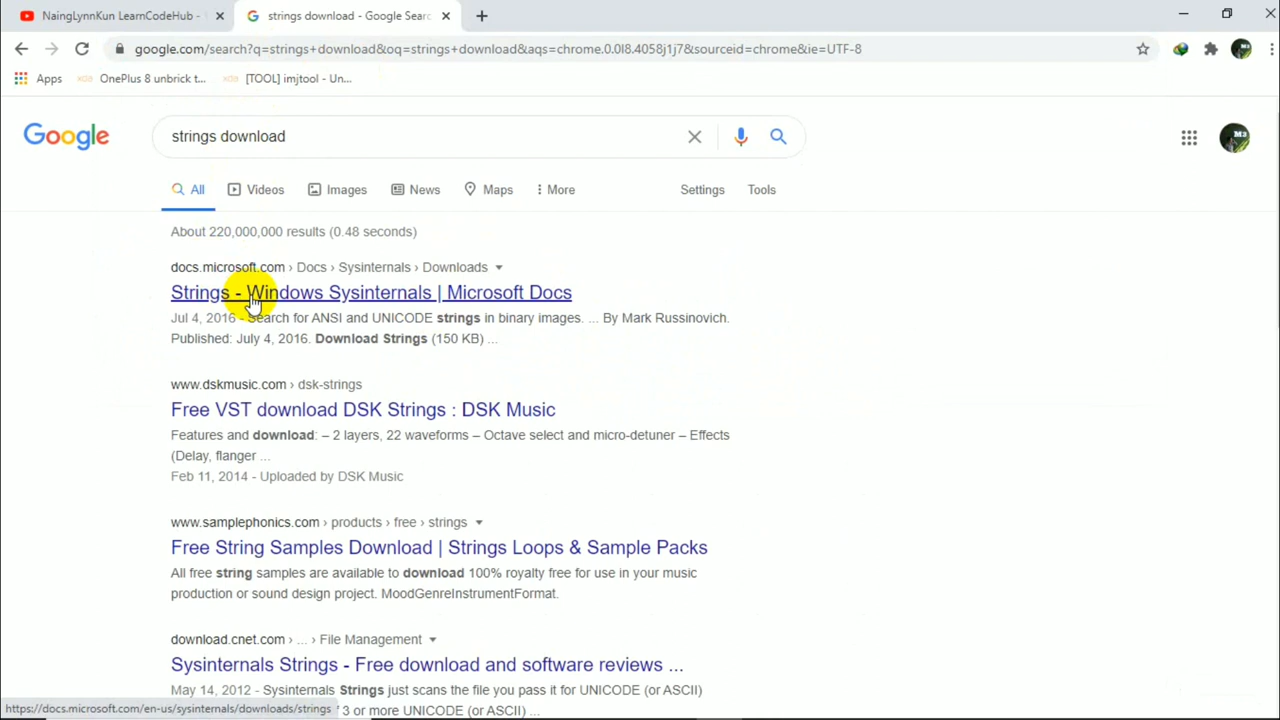 NaingLynnKun LearnCodeHub -
strings download - Google Searc
google.com/search?q=strings+download&oq=strings+download&aqs=chrome.0.0l8.4058j1j7&sourceid=chrome&ie=UTF-8
Apps
xda
OnePlus 8 unbrick t...
xda
[TOOL] imjtool - Un...
Google
strings download
All
Videos
Images
News
Maps
More
Settings
Tools
About 220,000,000 results (0.48 seconds)
docs.microsoft.com › Docs › Sysinternals › Downloads
Strings - Windows Sysinternals | Microsoft Docs
Jul 4, 2016 - Search for ANSI and UNICODE strings in binary images. ... By Mark Russinovich.
Published: July 4, 2016. Download Strings (150 KB) ...
www.dskmusic.com › dsk-strings
Free VST download DSK Strings : DSK Music
Features and download: – 2 layers, 22 waveforms – Octave select and micro-detuner – Effects
(Delay, flanger ...
Feb 11, 2014 - Uploaded by DSK Music
www.samplephonics.com › products › free › strings
Free String Samples Download | Strings Loops & Sample Packs
All free string samples are available to download 100% royalty free for use in your music
production or sound design project. MoodGenreInstrumentFormat.
download.cnet.com › ... › File Management
Sysinternals Strings - Free download and software reviews ...
May 14, 2012 - Sysinternals Strings just scans the file you pass it for UNICODE (or ASCII)
https://docs.microsoft.com/en-us/sysinternals/downloads/strings
3 or more UNICODE (or ASCII) ...